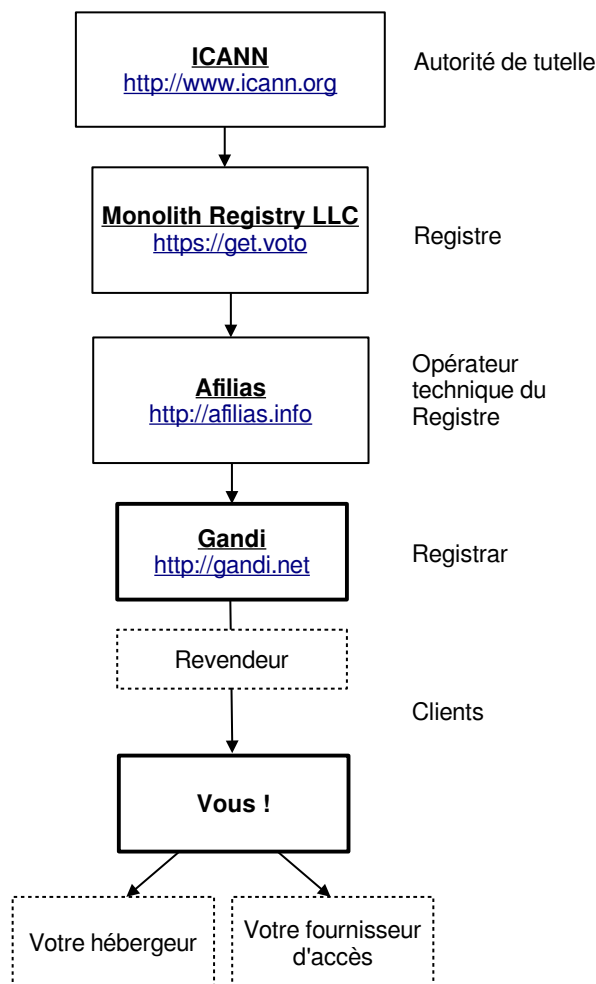 ICANN
http://www.icann.org
Autorité de tutelle
Monolith Registry LLC
https://get.voto
Registre
Afilias
http://afilias.info
Opérateur
technique du
Registre
Gandi
http://gandi.net
Registrar
Revendeur
Clients
Vous !
Votre hébergeur
Votre fournisseur
d'accès